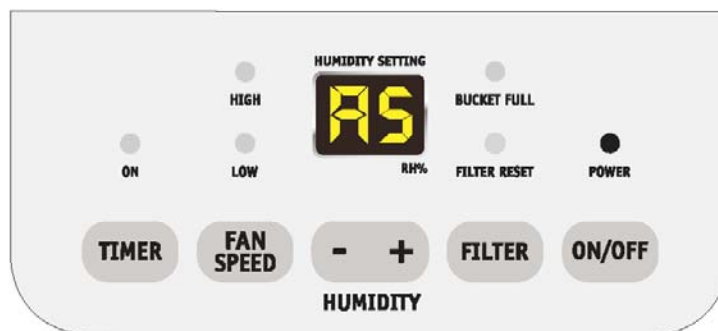 HUMIDITY SETTING
AS
RH%
HIGH
LOW
ON
BUCKET FULL
FILTER RESET
POWER
TIMER
FAN
SPEED
- +
HUMIDITY
FILTER
ON/OFF